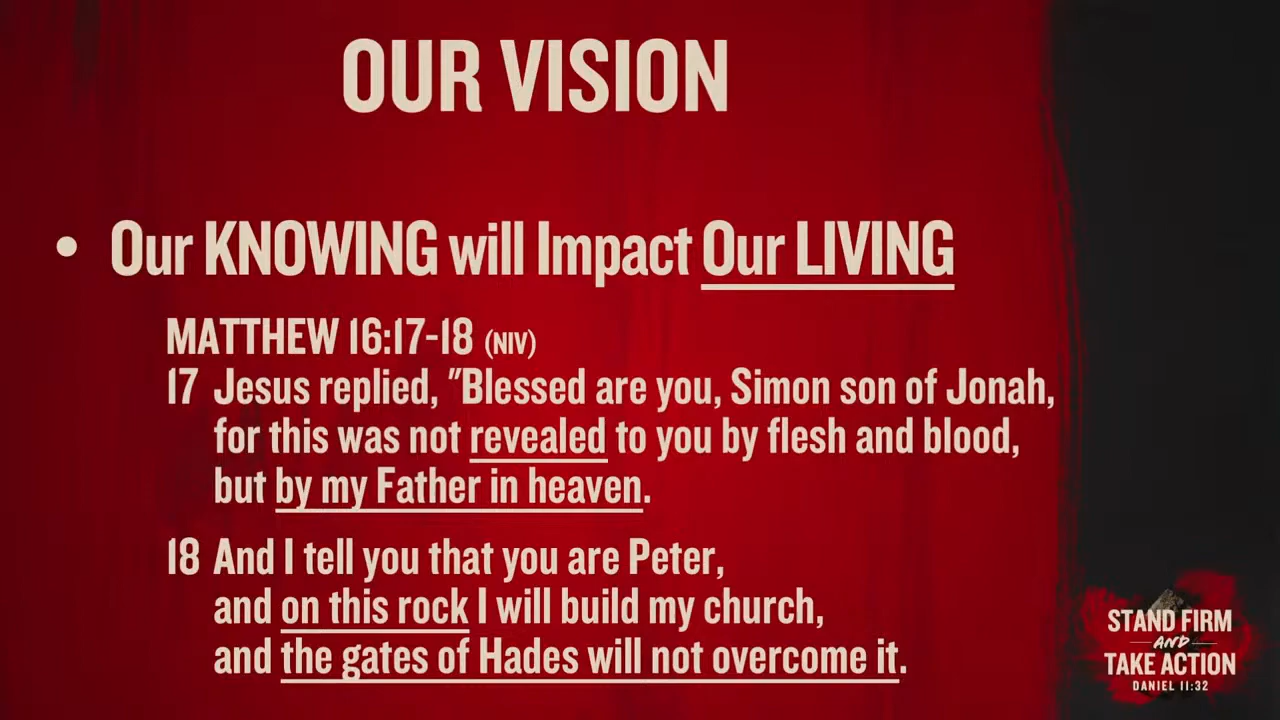 OUR VISION
• Our KNOWING will Impact Our LIVING
MATTHEW 16:17-18 (NIV)
17 Jesus replied, "Blessed are you, Simon son of Jonah,
for this was not revealed to you by flesh and blood,
but by my Father in heaven.
18 And I tell you that you are Peter,
and on this rock I will build my church,
and the gates of Hades will not overcome it.
STAND FIRM
AND
TAKE ACTION
DANIEL 11:32